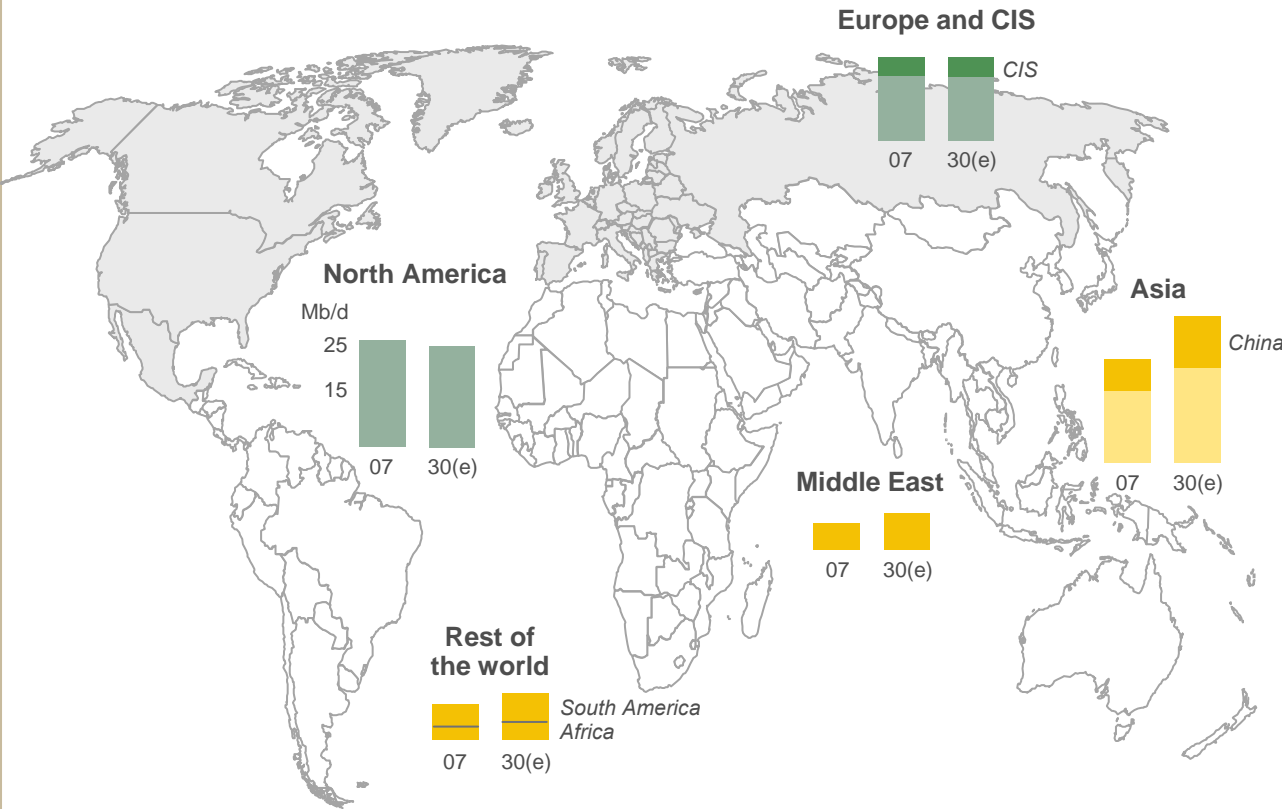 Europe and CIS
CIS
07 30(e)
North America
Mb/d
25
15
07 30(e)
Asia
China
07 30(e)
Middle East
07 30(e)
Rest of
the world
South America
Africa
07 30(e)